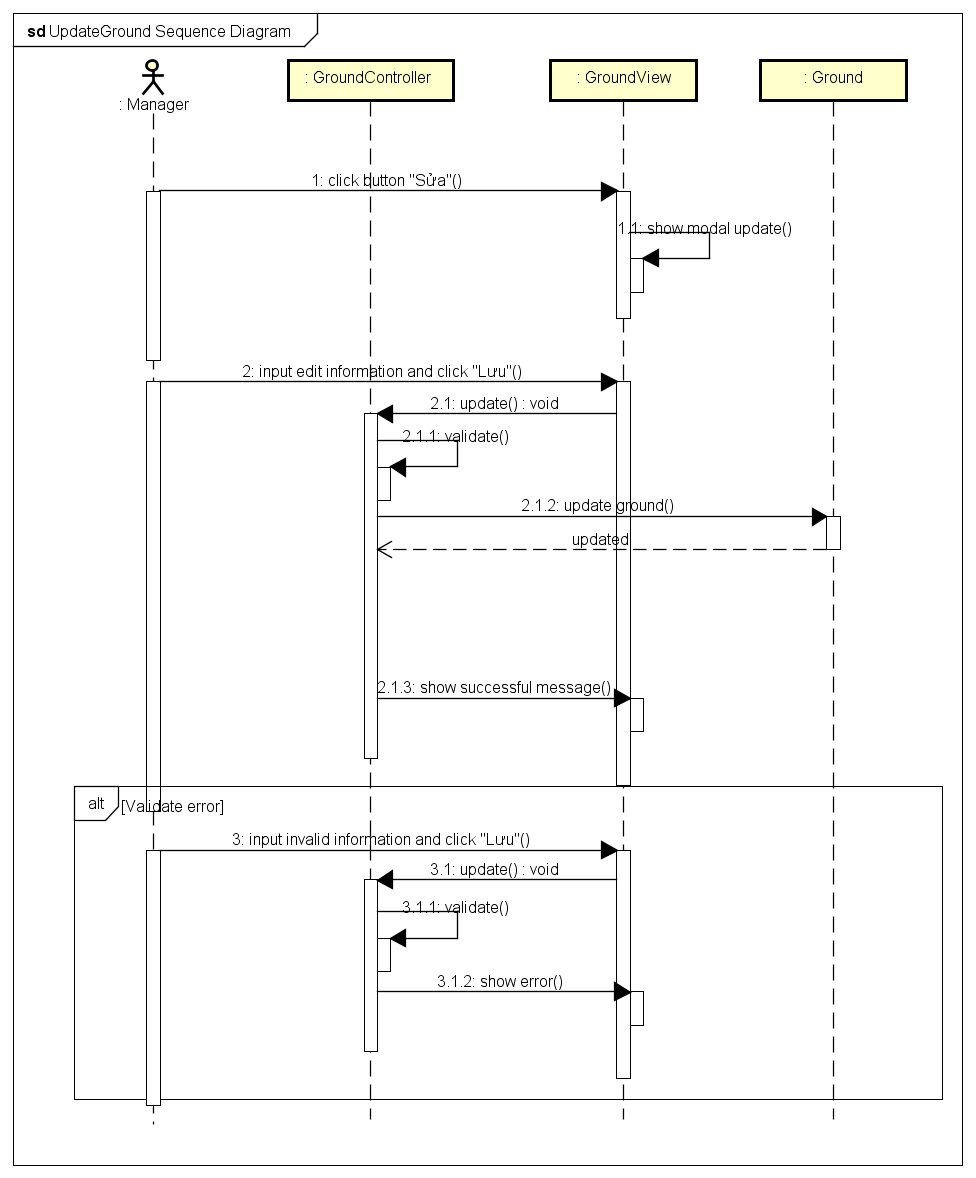 sd UpdateGround Sequence Diagram
: Manager
: GroundController
: GroundView
: Ground
1: click button "Sửa"()
1.1: show modal update()
2: input edit information and click "Lưu"()
2.1: update() : void
2.1.1: validate()
2.1.2: update ground()
updated
2.1.3: show successful message()
alt
[Validate error]
3: input invalid information and click "Lưu"()
3.1: update() : void
3.1.1: validate()
3.1.2: show error()